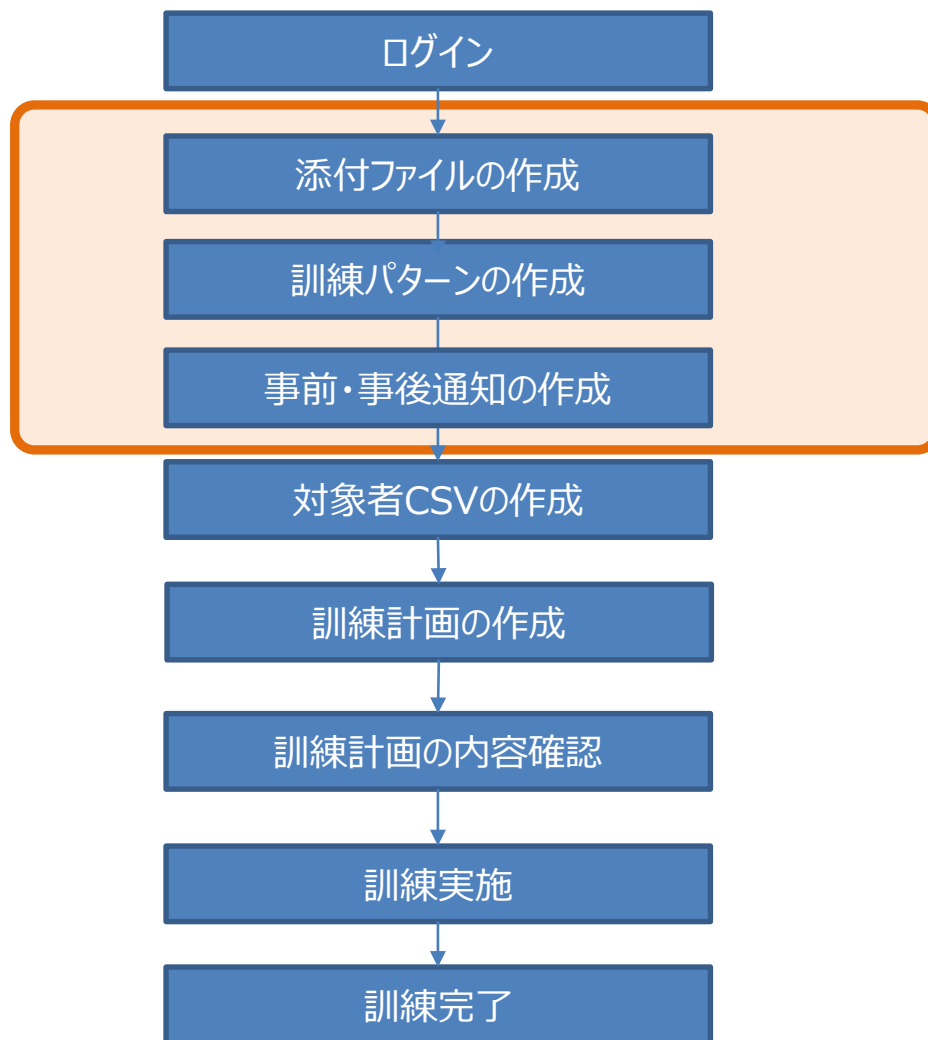 ログイン
添付ファイルの作成
訓練パターンの作成
事前・事後通知の作成
対象者CSVの作成
訓練計画の作成
訓練計画の内容確認
訓練実施
訓練完了